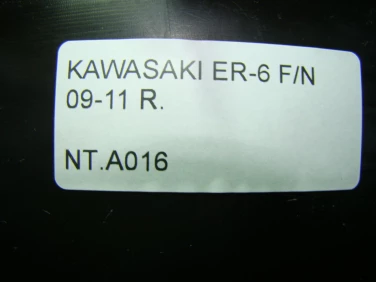 KAWASAKI ER-6 F/N
09-11 R.
NT.A016